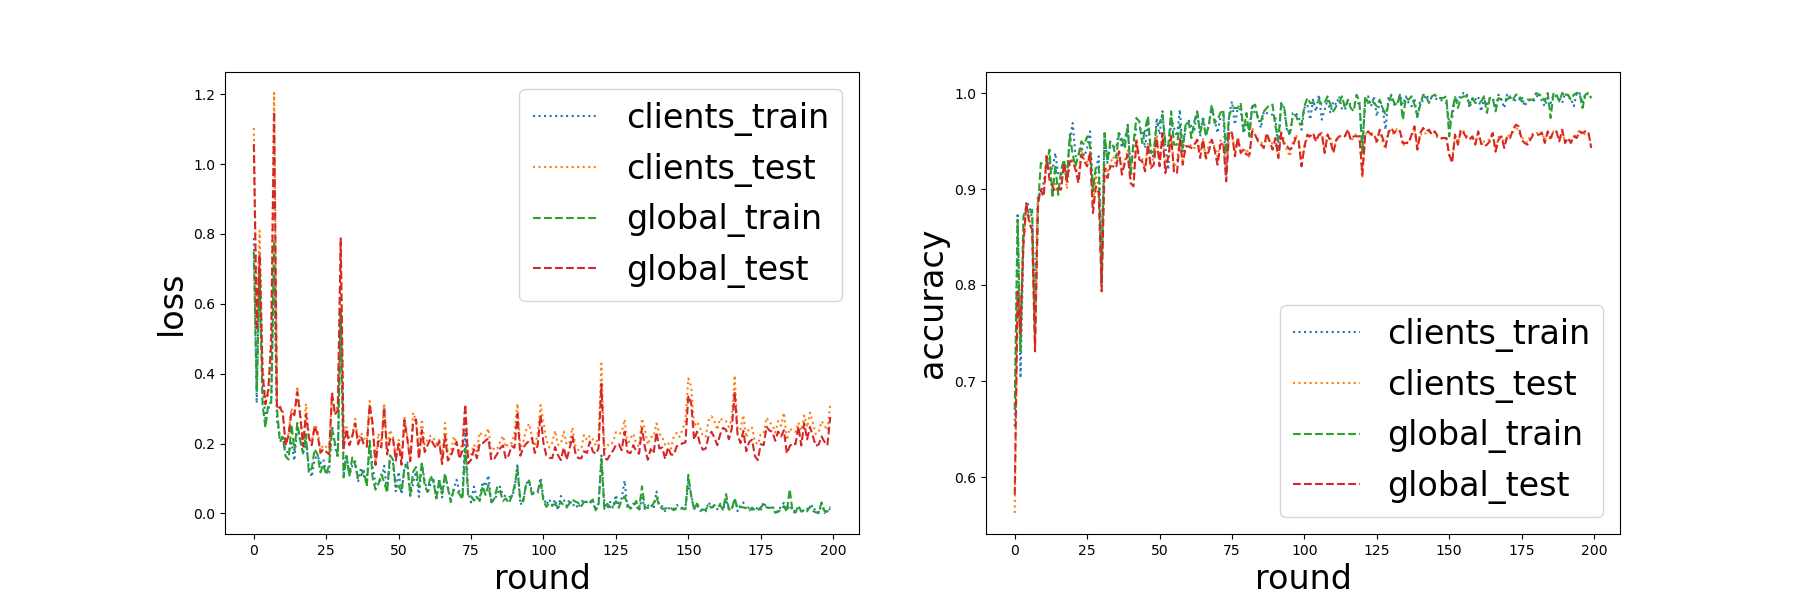 1.2
1.0
0.8
0.6
0.4
0.2
0.0
loss
0 25 50 75 100 125 150 175 200
round
clients_train
clients_test
global_train
global_test
1.0
0.9
0.8
0.7
0.6
accuracy
0 25 50 75 100 125 150 175 200
round
clients_train
clients_test
global_train
global_test